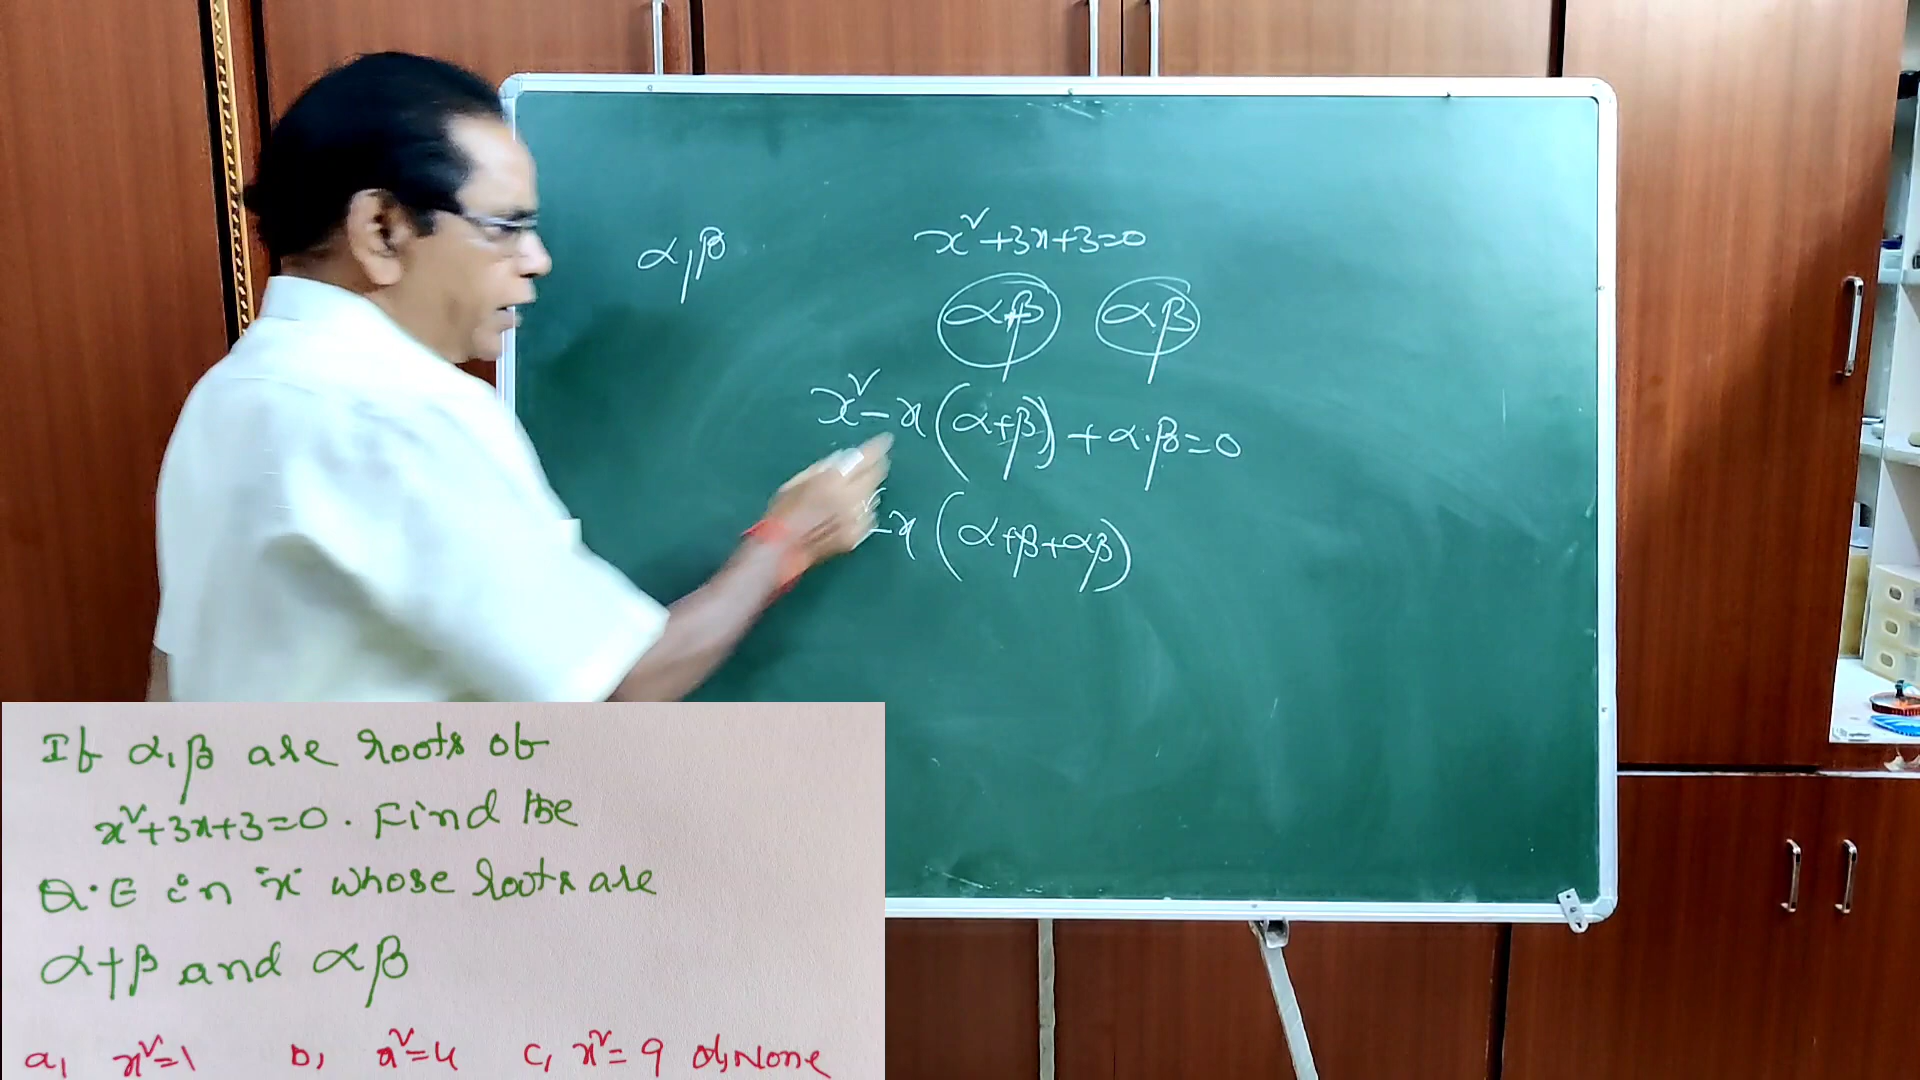 α, β
x²+3x+3=0
α+β α.β
x²-x(α+β)+α.β=0
²-x(α+β+αβ)
If α, β are roots of
x²+3x+3=0. Find the
Q.E in "x" whose roots are
α+β and αβ
a, x²=1 b, x²=4 c, x²=9 d, None